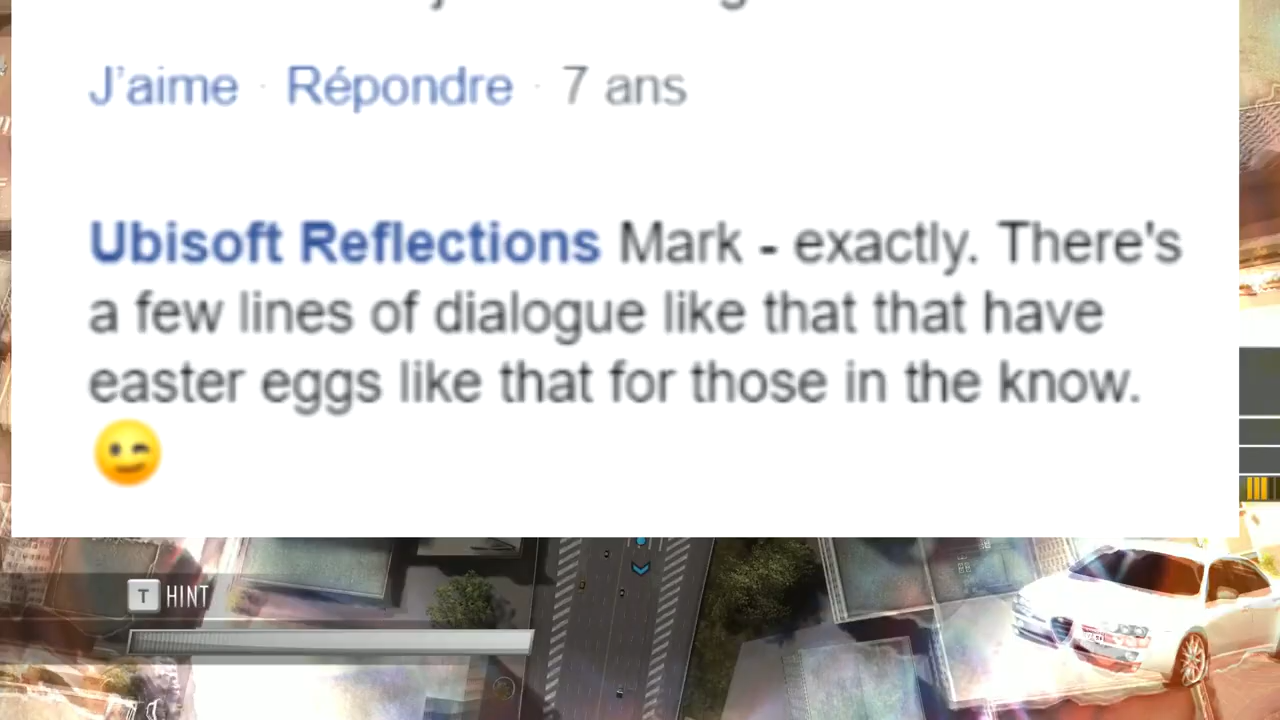 J'aime · Répondre · 7 ans
Ubisoft Reflections Mark - exactly. There's
a few lines of dialogue like that that have
easter eggs like that for those in the know.
😉
T HINT